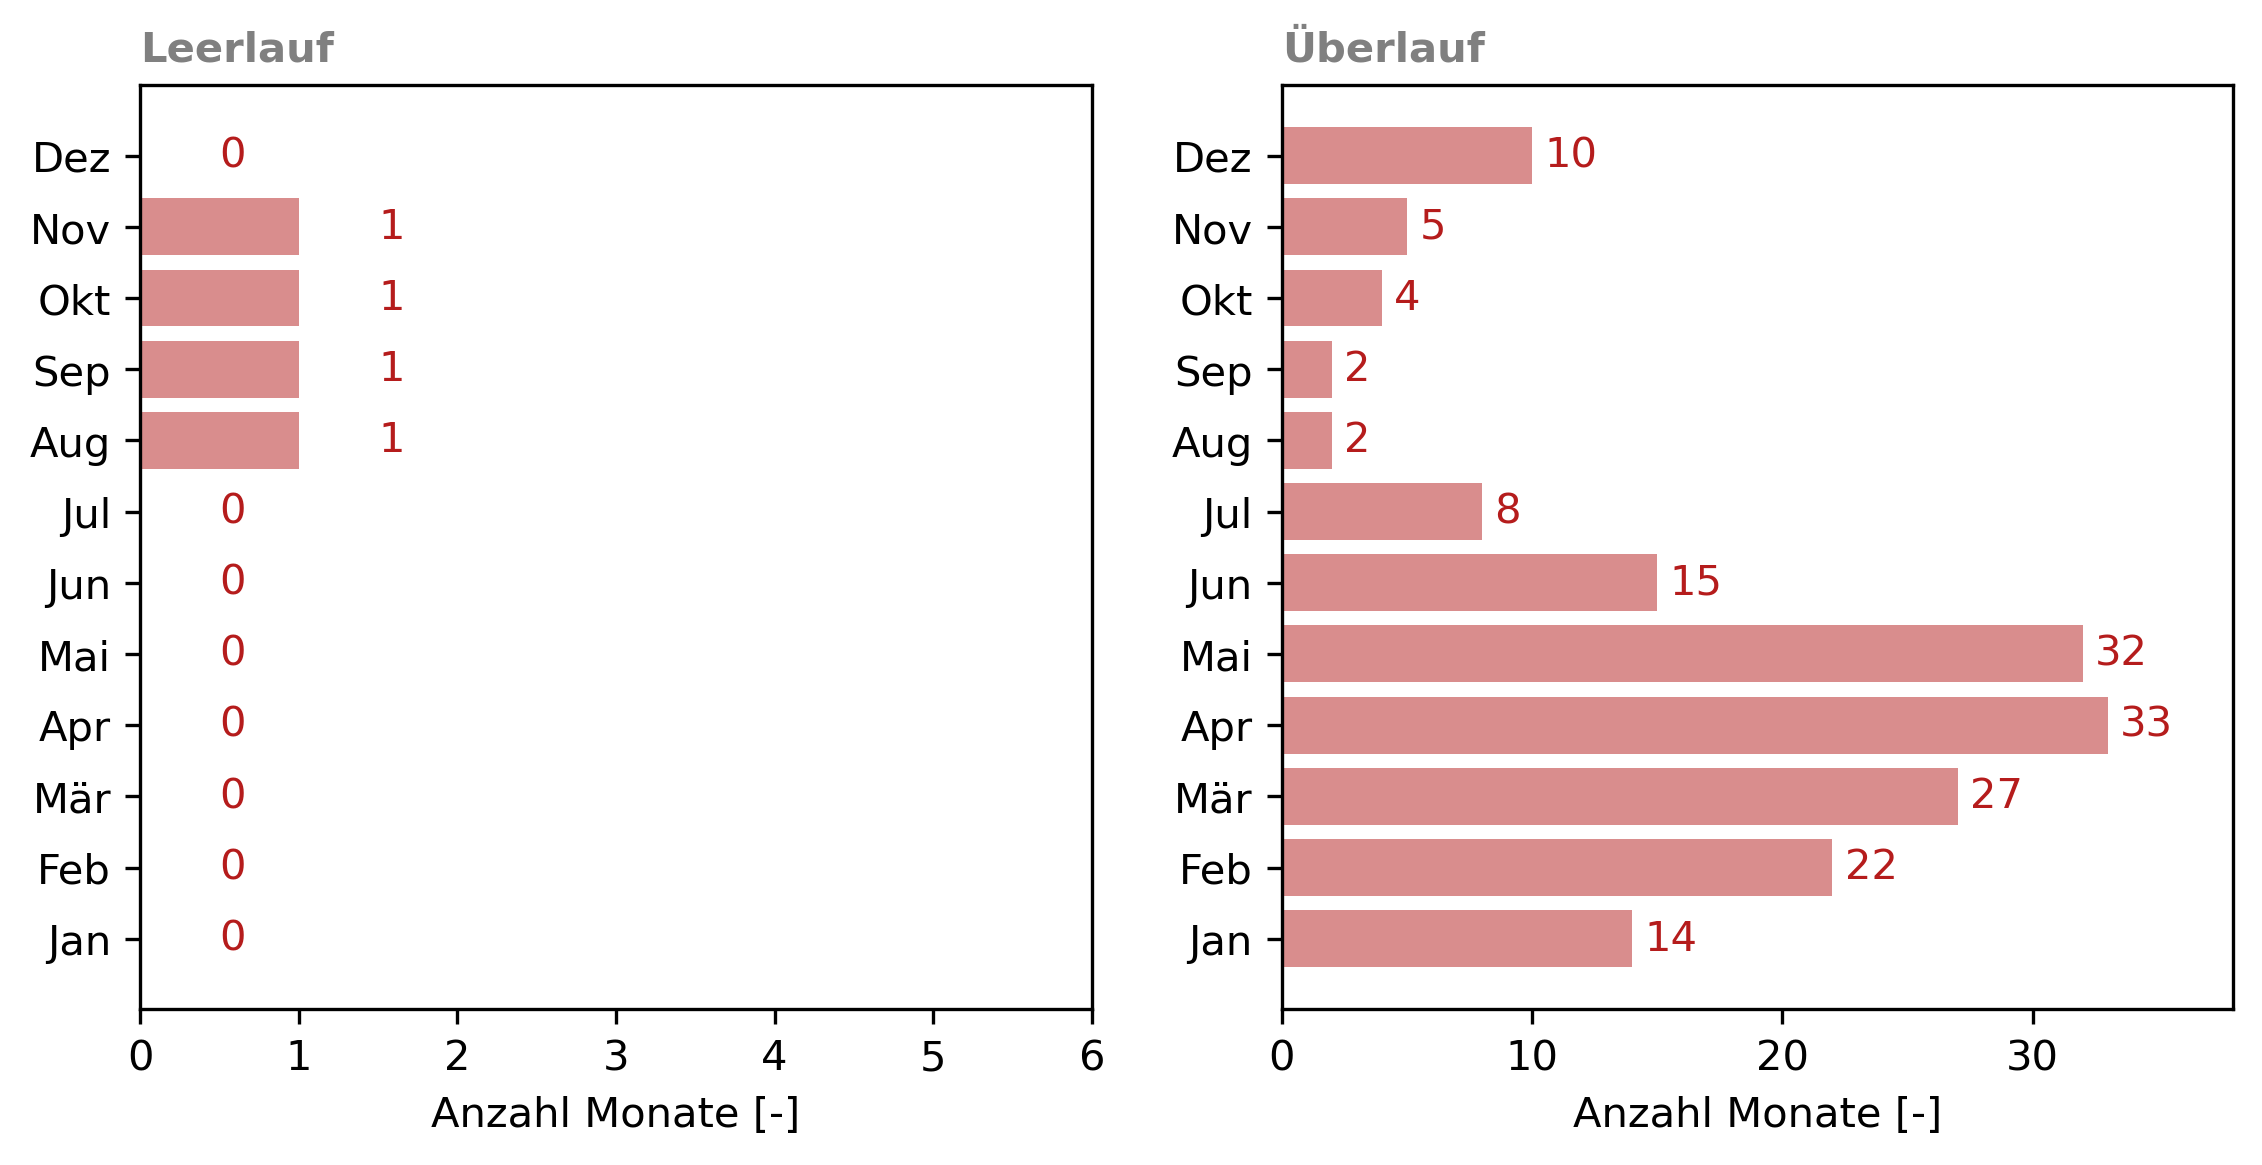 Leerlauf
Dez 0
Nov 1
Okt 1
Sep 1
Aug 1
Jul 0
Jun 0
Mai 0
Apr 0
Mär 0
Feb 0
Jan 0
0 1 2 3 4 5 6
Anzahl Monate [-]
Überlauf
Dez 10
Nov 5
Okt 4
Sep 2
Aug 2
Jul 8
Jun 15
Mai 32
Apr 33
Mär 27
Feb 22
Jan 14
0 10 20 30
Anzahl Monate [-]